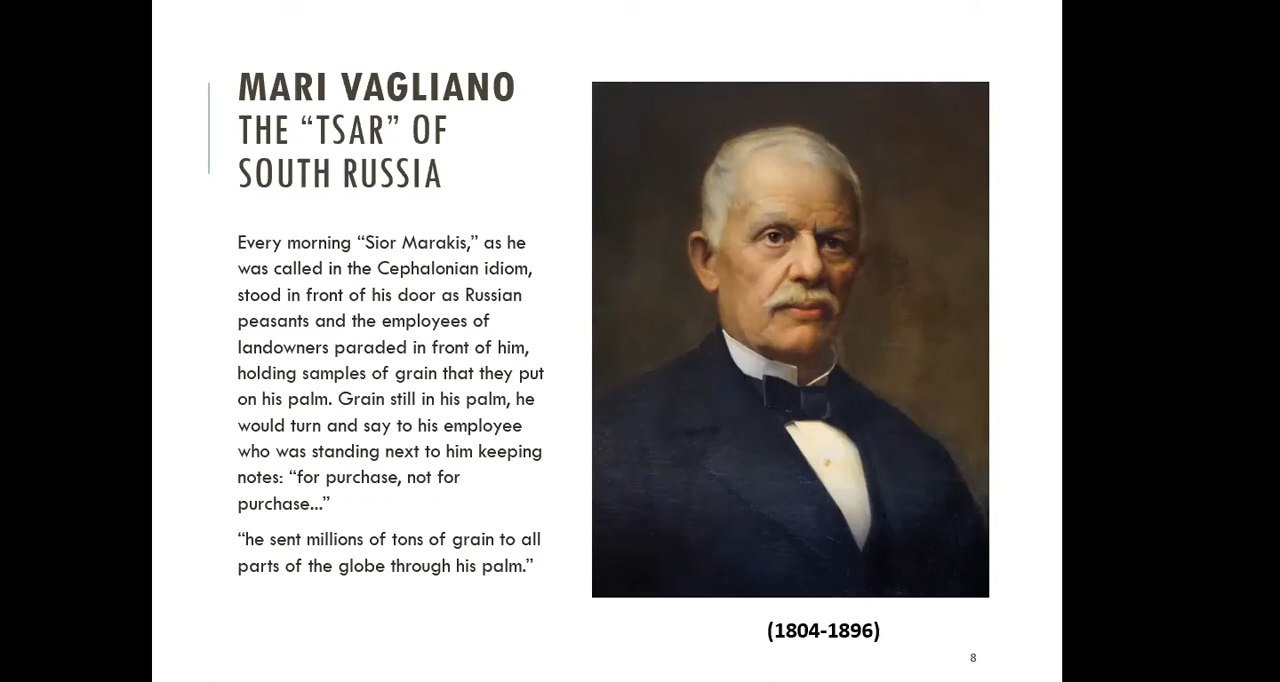 MARI VAGLIANO
THE “TSAR” OF
SOUTH RUSSIA
Every morning “Sior Marakis,” as he
was called in the Cephalonian idiom,
stood in front of his door as Russian
peasants and the employees of
landowners paraded in front of him,
holding samples of grain that they put
on his palm. Grain still in his palm, he
would turn and say to his employee
who was standing next to him keeping
notes: “for purchase, not for
purchase...”
“he sent millions of tons of grain to all
parts of the globe through his palm.”
(1804-1896)
8